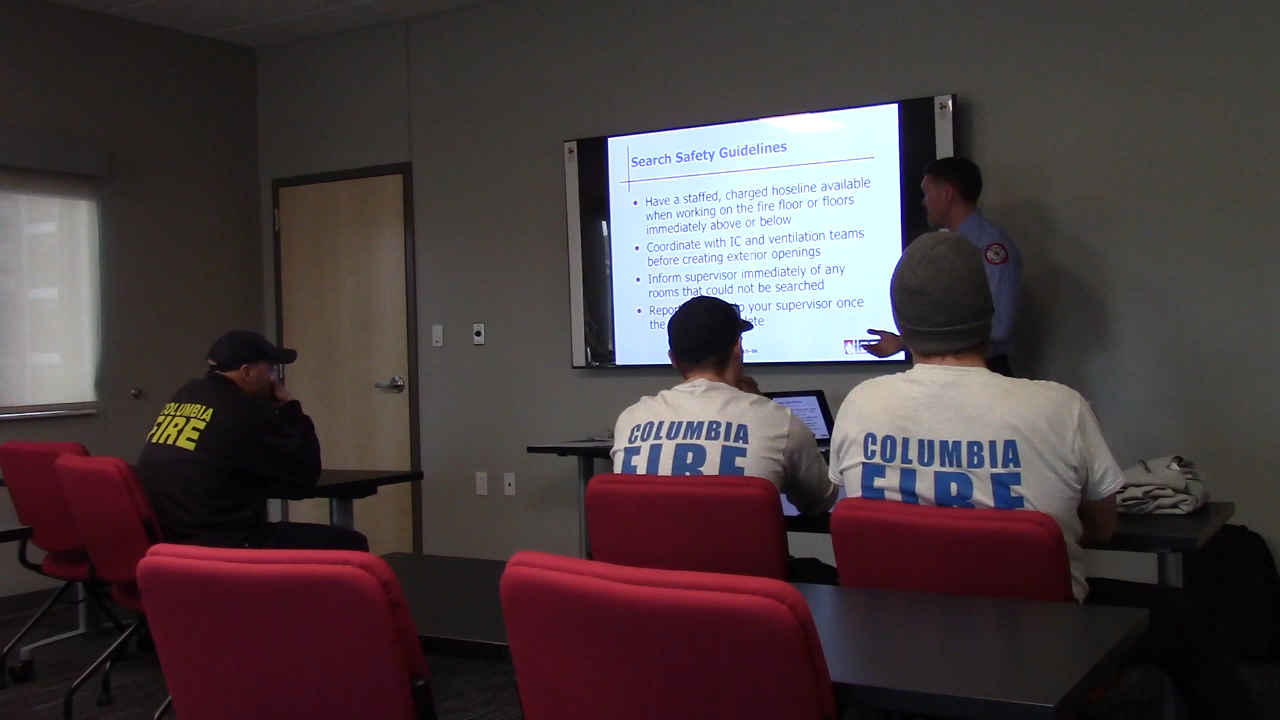 Search Safety Guidelines
• Have a staffed, charged hoseline available
when working on the fire floor or floors
immediately above or below
• Coordinate with IC and ventilation teams
before creating exterior openings
• Inform supervisor immediately of any
rooms that could not be searched
• Report to your supervisor once
the
COLUMBIA
FIRE
COLUMBIA
FIRE
COLUMBIA
FIRE